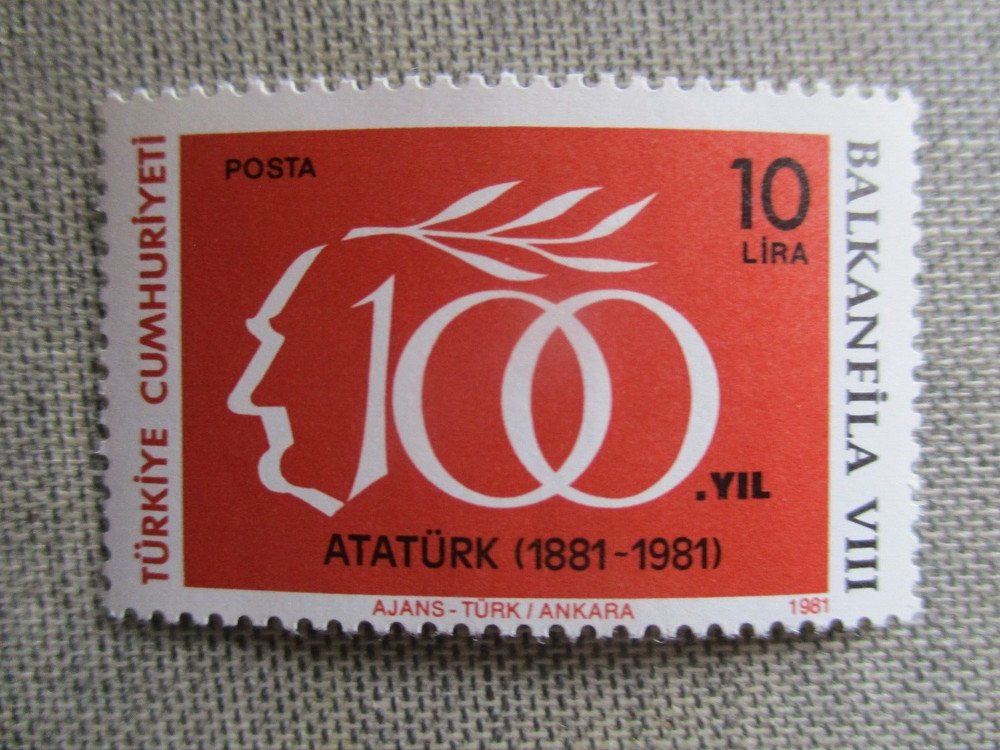 TÜRKİYE CUMHURİYETİ
POSTA
10
LİRA
100
.YIL
ATATÜRK (1881-1981)
BALKANFİLA VIII
AJANS-TÜRK / ANKARA
1981